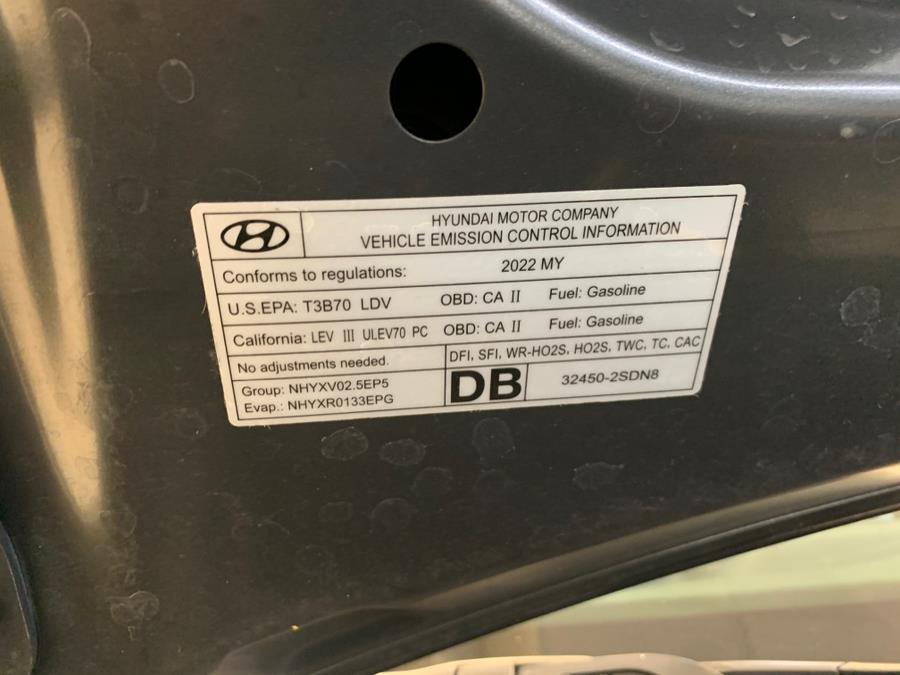 HYUNDAI MOTOR COMPANY
VEHICLE EMISSION CONTROL INFORMATION
Conforms to regulations: 2022 MY
U.S.EPA: T3B70 LDV OBD: CA II Fuel: Gasoline
California: LEV III ULEV70 PC OBD: CA II Fuel: Gasoline
No adjustments needed. DFI, SFI, WR-HO2S, HO2S, TWC, TC, CAC
Group: NHYXV02.5EP5
Evap.: NHYXR0133EPG
DB
32450-2SDN8